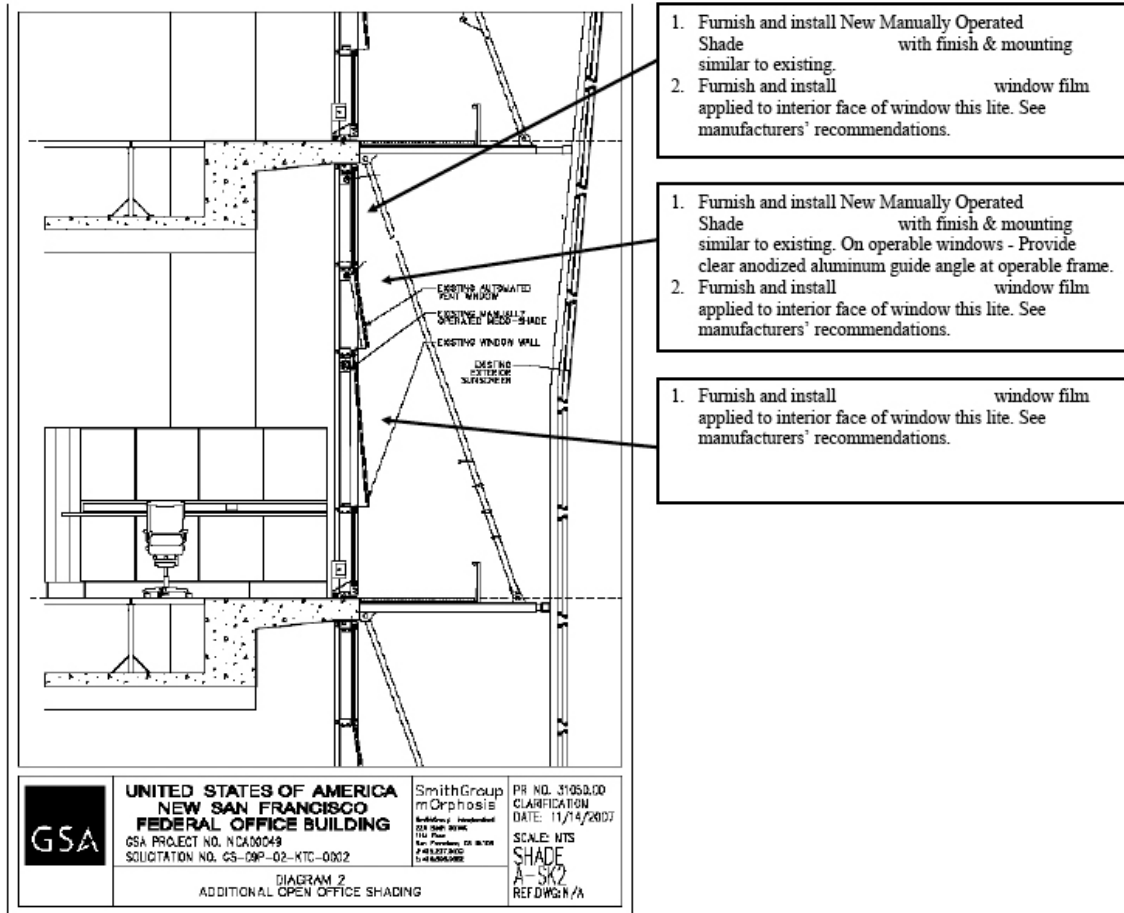 1. Furnish and install New Manually Operated
Shade with finish & mounting
similar to existing.
2. Furnish and install window film
applied to interior face of window this lite. See
manufacturers’ recommendations.
1. Furnish and install New Manually Operated
Shade with finish & mounting
similar to existing. On operable windows - Provide
clear anodized aluminum guide angle at operable frame.
2. Furnish and install window film
applied to interior face of window this lite. See
manufacturers’ recommendations.
1. Furnish and install window film
applied to interior face of window this lite. See
manufacturers’ recommendations.
EXISTING AUTOMATED
VENT WINDOW
EXISTING MANUALLY
OPERATED MECO-SHADE
EXISTING WINDOW WALL
EXISTING
EXTERIOR
SUNSCREEN
GSA
UNITED STATES OF AMERICA
NEW SAN FRANCISCO
FEDERAL OFFICE BUILDING
GSA PROJECT NO. NCA00049
SOLICITATION NO. GS-09P-02-KTC-0002
DIAGRAM 2
ADDITIONAL OPEN OFFICE SHADING
SmithGroup
mOrphosis
PR NO. 31050.00
CLARIFICATION
DATE: 11/14/2007
SCALE: NTS
SHADE
A-SK2
REF.DWG: N/A